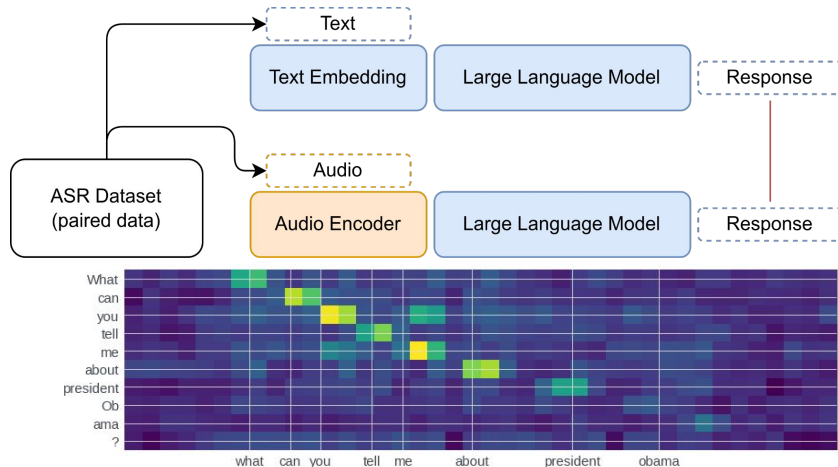 Text
Text Embedding
Large Language Model
Response
Audio
ASR Dataset
(paired data)
Audio Encoder
Large Language Model
Response
What
can
you
tell
me
about
president
Ob
ama
?
what can you tell me about president obama